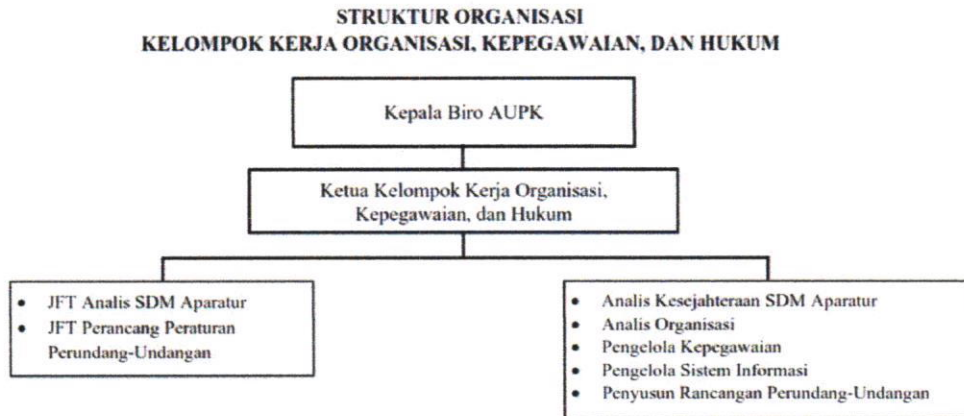 STRUKTUR ORGANISASI
KELOMPOK KERJA ORGANISASI, KEPEGAWAIAN, DAN HUKUM
Kepala Biro AUPK
Ketua Kelompok Kerja Organisasi,
Kepegawaian, dan Hukum
• JFT Analis SDM Aparatur
• JFT Perancang Peraturan
Perundang-Undangan
• Analis Kesejahteraan SDM Aparatur
• Analis Organisasi
• Pengelola Kepegawaian
• Pengelola Sistem Informasi
• Penyusun Rancangan Perundang-Undangan